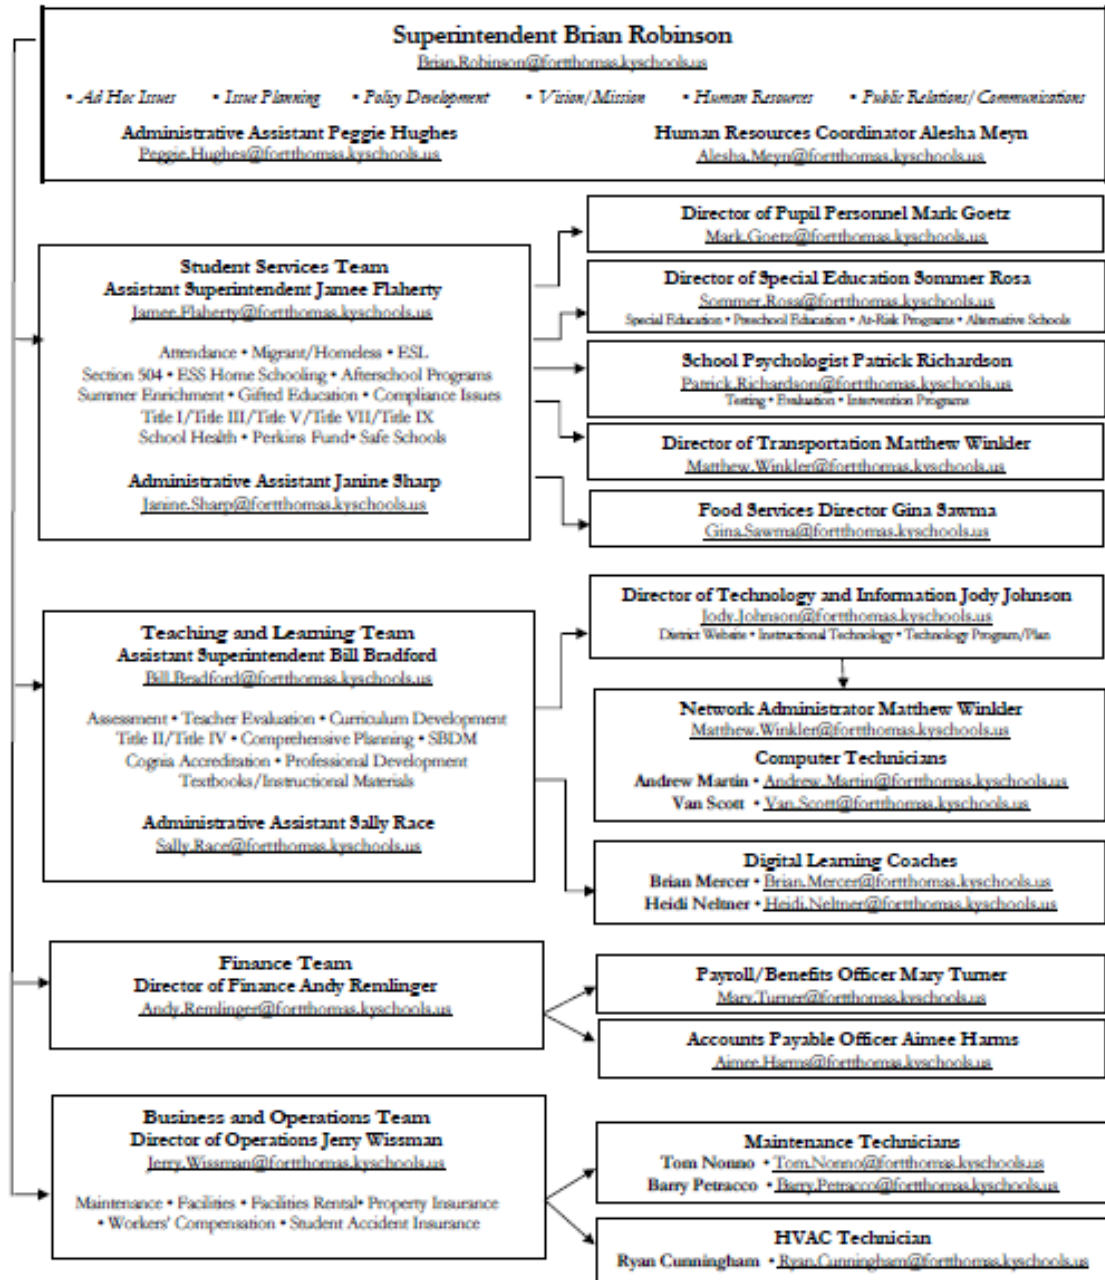 Superintendent Brian Robinson
Brian.Robinson@fortthomas.kyschools.us
• Ad Hoc Issues • Issue Planning • Policy Development • Vision/Mission • Human Resources • Public Relations/Communications
Administrative Assistant Peggie Hughes
Peggie.Hughes@fortthomas.kyschools.us
Human Resources Coordinator Alesha Meyn
Alesha.Meyn@fortthomas.kyschools.us
Student Services Team
Assistant Superintendent Jamee Flaherty
Jamee.Flaherty@fortthomas.kyschools.us
Attendance • Migrant/Homeless • ESL
Section 504 • ESS Home Schooling • Afterschool Programs
Summer Enrichment • Gifted Education • Compliance Issues
Title I/Title III/Title V/Title VII/Title IX
School Health • Perkins Fund• Safe Schools
Administrative Assistant Janine Sharp
Janine.Sharp@fortthomas.kyschools.us
Director of Pupil Personnel Mark Goetz
Mark.Goetz@fortthomas.kyschools.us
Director of Special Education Sommer Rosa
Sommer.Rosa@fortthomas.kyschools.us
Special Education • Preschool Education • At-Risk Programs • Alternative Schools
School Psychologist Patrick Richardson
Patrick.Richardson@fortthomas.kyschools.us
Testing • Evaluation • Intervention Programs
Director of Transportation Matthew Winkler
Matthew.Winkler@fortthomas.kyschools.us
Food Services Director Gina Sawma
Gina.Sawma@fortthomas.kyschools.us
Teaching and Learning Team
Assistant Superintendent Bill Bradford
Bill.Bradford@fortthomas.kyschools.us
Assessment • Teacher Evaluation • Curriculum Development
Title II/Title IV • Comprehensive Planning • SBDM
Cognia Accreditation • Professional Development
Textbooks/Instructional Materials
Administrative Assistant Sally Race
Sally.Race@fortthomas.kyschools.us
Director of Technology and Information Jody Johnson
Jody.Johnson@fortthomas.kyschools.us
District Website • Instructional Technology • Technology Program/Plan
Network Administrator Matthew Winkler
Matthew.Winkler@fortthomas.kyschools.us
Computer Technicians
Andrew Martin • Andrew.Martin@fortthomas.kyschools.us
Van Scott • Van.Scott@fortthomas.kyschools.us
Digital Learning Coaches
Brian Mercer • Brian.Mercer@fortthomas.kyschools.us
Heidi Neltner • Heidi.Neltner@fortthomas.kyschools.us
Finance Team
Director of Finance Andy Remlinger
Andy.Remlinger@fortthomas.kyschools.us
Payroll/Benefits Officer Mary Turner
Mary.Turner@fortthomas.kyschools.us
Accounts Payable Officer Aimee Harms
Aimee.Harms@fortthomas.kyschools.us
Business and Operations Team
Director of Operations Jerry Wissman
Jerry.Wissman@fortthomas.kyschools.us
Maintenance • Facilities • Facilities Rental• Property Insurance
• Workers' Compensation • Student Accident Insurance
Maintenance Technicians
Tom Nonno • Tom.Nonno@fortthomas.kyschools.us
Barry Petracco • Barry.Petracco@fortthomas.kyschools.us
HVAC Technician
Ryan Cunningham • Ryan.Cunningham@fortthomas.kyschools.us